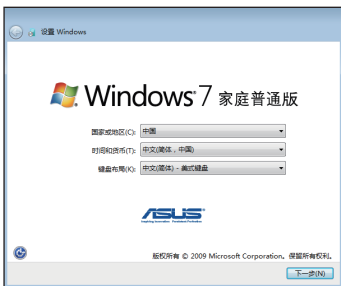 设置 Windows
Windows 7 家庭普通版
国家或地区(C): 中国
时间和货币(T): 中文(简体，中国)
键盘布局(K): 中文(简体) - 美式键盘
ASUS
版权所有 © 2009 Microsoft Corporation。保留所有权利。
下一步(N)